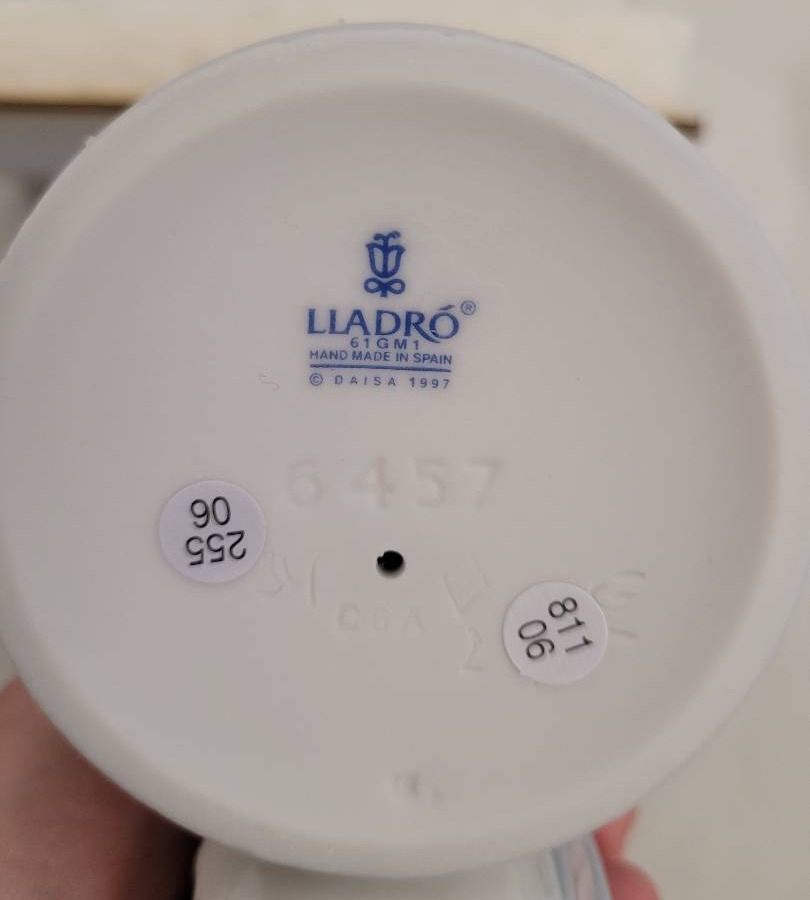 LLADRÓ®
61GM1
HAND MADE IN SPAIN
© DAISA 1997
6457
255
06
811
06